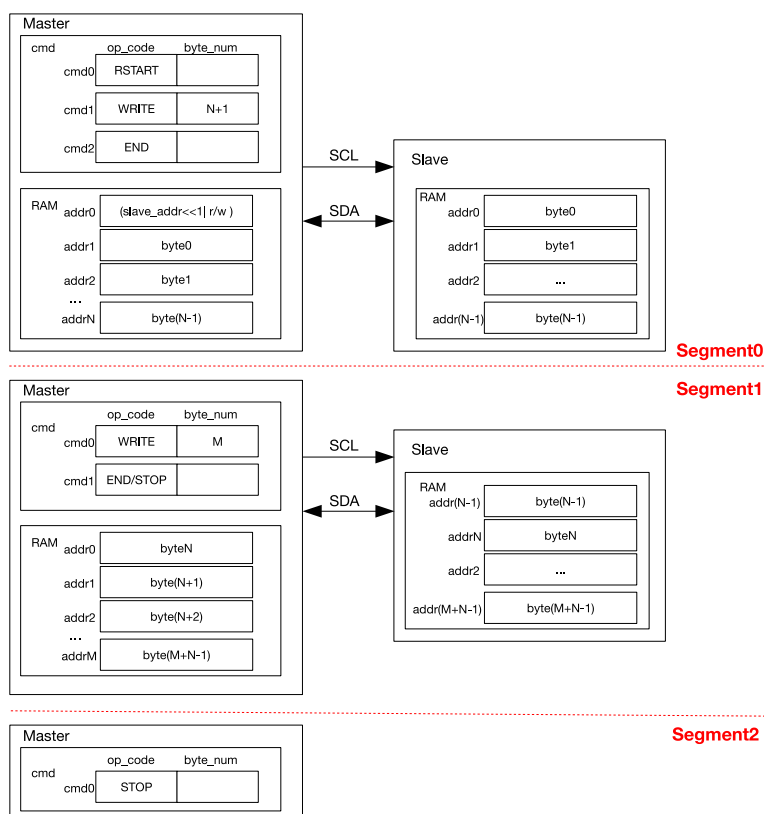 Master
cmd op_code byte_num
cmd0 RSTART
cmd1 WRITE N+1
cmd2 END
RAM addr0 (slave_addr<<1| r/w )
addr1 byte0
addr2 byte1
...
addrN byte(N-1)
SCL
SDA
Slave
RAM
addr0 byte0
addr1 byte1
addr2 ...
addr(N-1) byte(N-1)
Segment0
Segment1
Master
op_code byte_num
cmd
cmd0 WRITE M
cmd1 END/STOP
RAM addr0 byteN
addr1 byte(N+1)
addr2 byte(N+2)
...
addrM byte(M+N-1)
SCL
SDA
Slave
RAM
addr(N-1) byte(N-1)
addrN byteN
addr2 ...
addr(M+N-1) byte(M+N-1)
Segment2
Master
op_code byte_num
cmd
cmd0 STOP